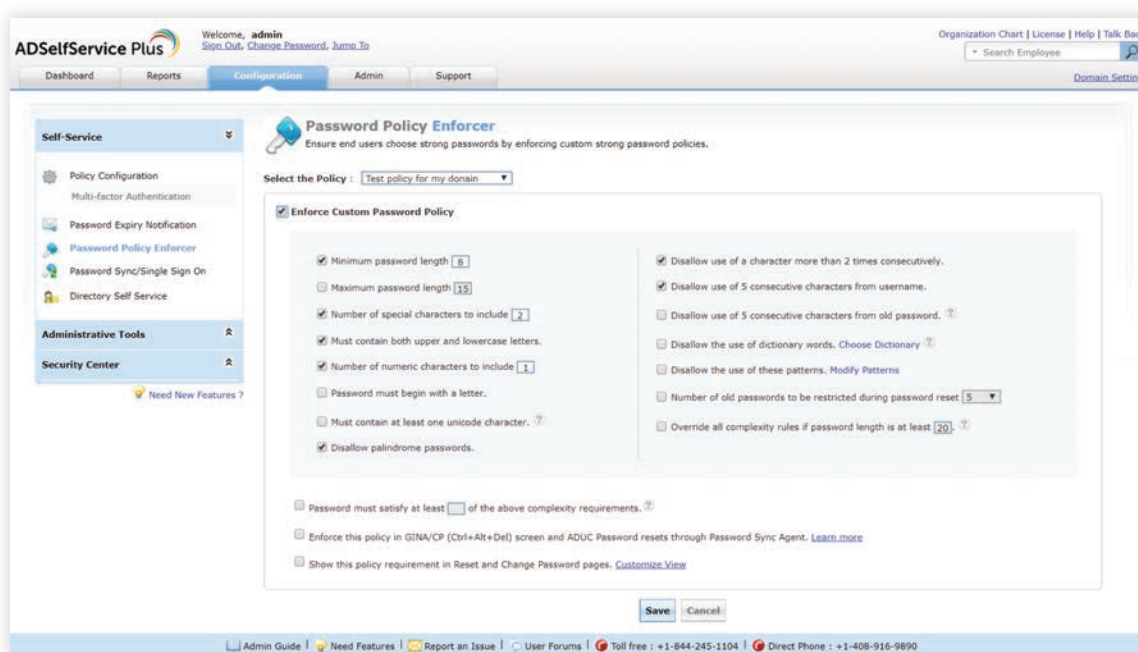 ADSelfService Plus
Welcome, admin
Sign Out, Change Password, Jump To
Organization Chart | License | Help | Talk Bac
Search Employee
Dashboard Reports Configuration Admin Support
Domain Settin
Self-Service
Policy Configuration
Multi-factor Authentication
Password Expiry Notification
Password Policy Enforcer
Password Sync/Single Sign On
Directory Self Service
Administrative Tools
Security Center
Need New Features ?
Password Policy Enforcer
Ensure end users choose strong passwords by enforcing custom strong password policies.
Select the Policy : Test policy for my donain
Enforce Custom Password Policy
Minimum password length 8
Maximum password length 15
Number of special characters to include 2
Must contain both upper and lowercase letters.
Number of numeric characters to include 1
Password must begin with a letter.
Must contain at least one unicode character. ?
Disallow palindrome passwords.
Disallow use of a character more than 2 times consecutively.
Disallow use of 5 consecutive characters from username.
Disallow use of 5 consecutive characters from old password. ?
Disallow the use of dictionary words. Choose Dictionary ?
Disallow the use of these patterns. Modify Patterns
Number of old passwords to be restricted during password reset 5
Override all complexity rules if password length is at least 20. ?
Password must satisfy at least of the above complexity requirements. ?
Enforce this policy in GINA/CP (Ctrl+Alt+Del) screen and ADUC Password resets through Password Sync Agent. Learn more
Show this policy requirement in Reset and Change Password pages. Customize View
Save Cancel
Admin Guide | Need Features | Report an Issue | User Forums | Toll free : +1-844-245-1104 | Direct Phone : +1-408-916-9890